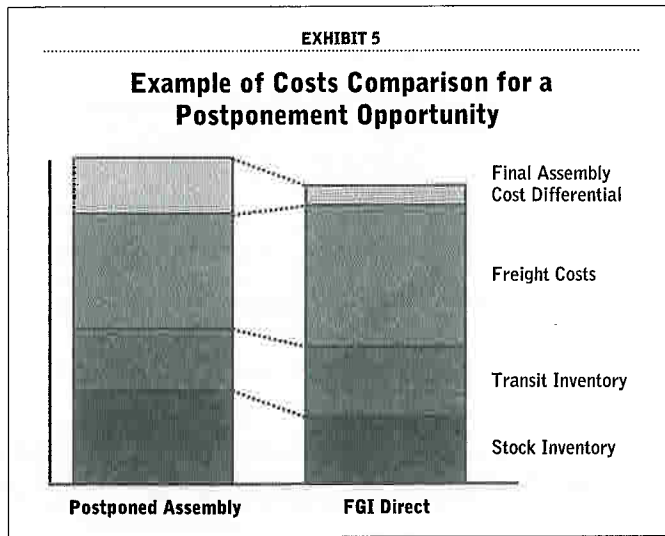 EXHIBIT 5
Example of Costs Comparison for a
Postponement Opportunity
Final Assembly
Cost Differential
Freight Costs
Transit Inventory
Stock Inventory
Postponed Assembly
FGI Direct